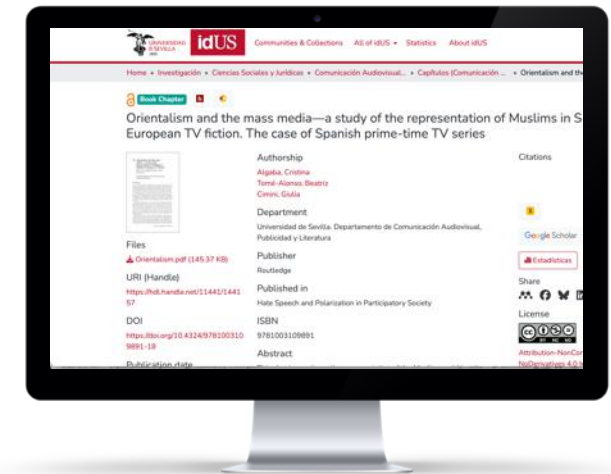 UNIVERSIDAD
D SEVILLA
idUS
Communities & Collections All of idUS Statistics About idUS
Home • Investigación • Ciencias Sociales y Jurídicas • Comunicación Audiovisual... • Capítulos (Comunicación ... • Orientalism and the
Book Chapter
Orientalism and the mass media—a study of the representation of Muslims in S
European TV fiction. The case of Spanish prime-time TV series
Authorship
Algaba, Cristina
Tomé-Alonso, Beatriz
Cimini, Giulia
Department
Universidad de Sevilla. Departamento de Comunicación Audiovisual,
Publicidad y Literatura
Publisher
Routledge
Published in
Hate Speech and Polarization in Participatory Society
ISBN
9781003109891
Abstract
Files
Orientalism.pdf (145.37 KB)
URI (Handle)
https://hdl.handle.net/11441/1441
57
DOI
https://doi.org/10.4324/978100310
9891-18
Publication date
Citations
Google Scholar
Estadísticas
Share
License
cc
BY NC ND
Attribution-NonCom
NoDerivatives 4.0 In